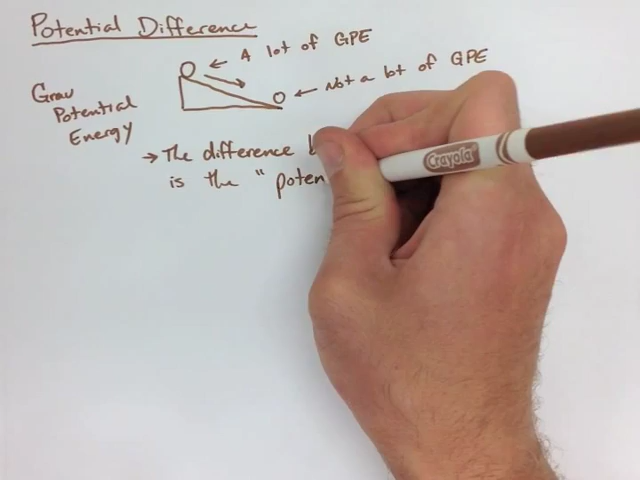 Potential Difference
← A lot of GPE
← Not a lot of GPE
Grav
Potential
Energy
→ The difference
is the "poten
Crayola